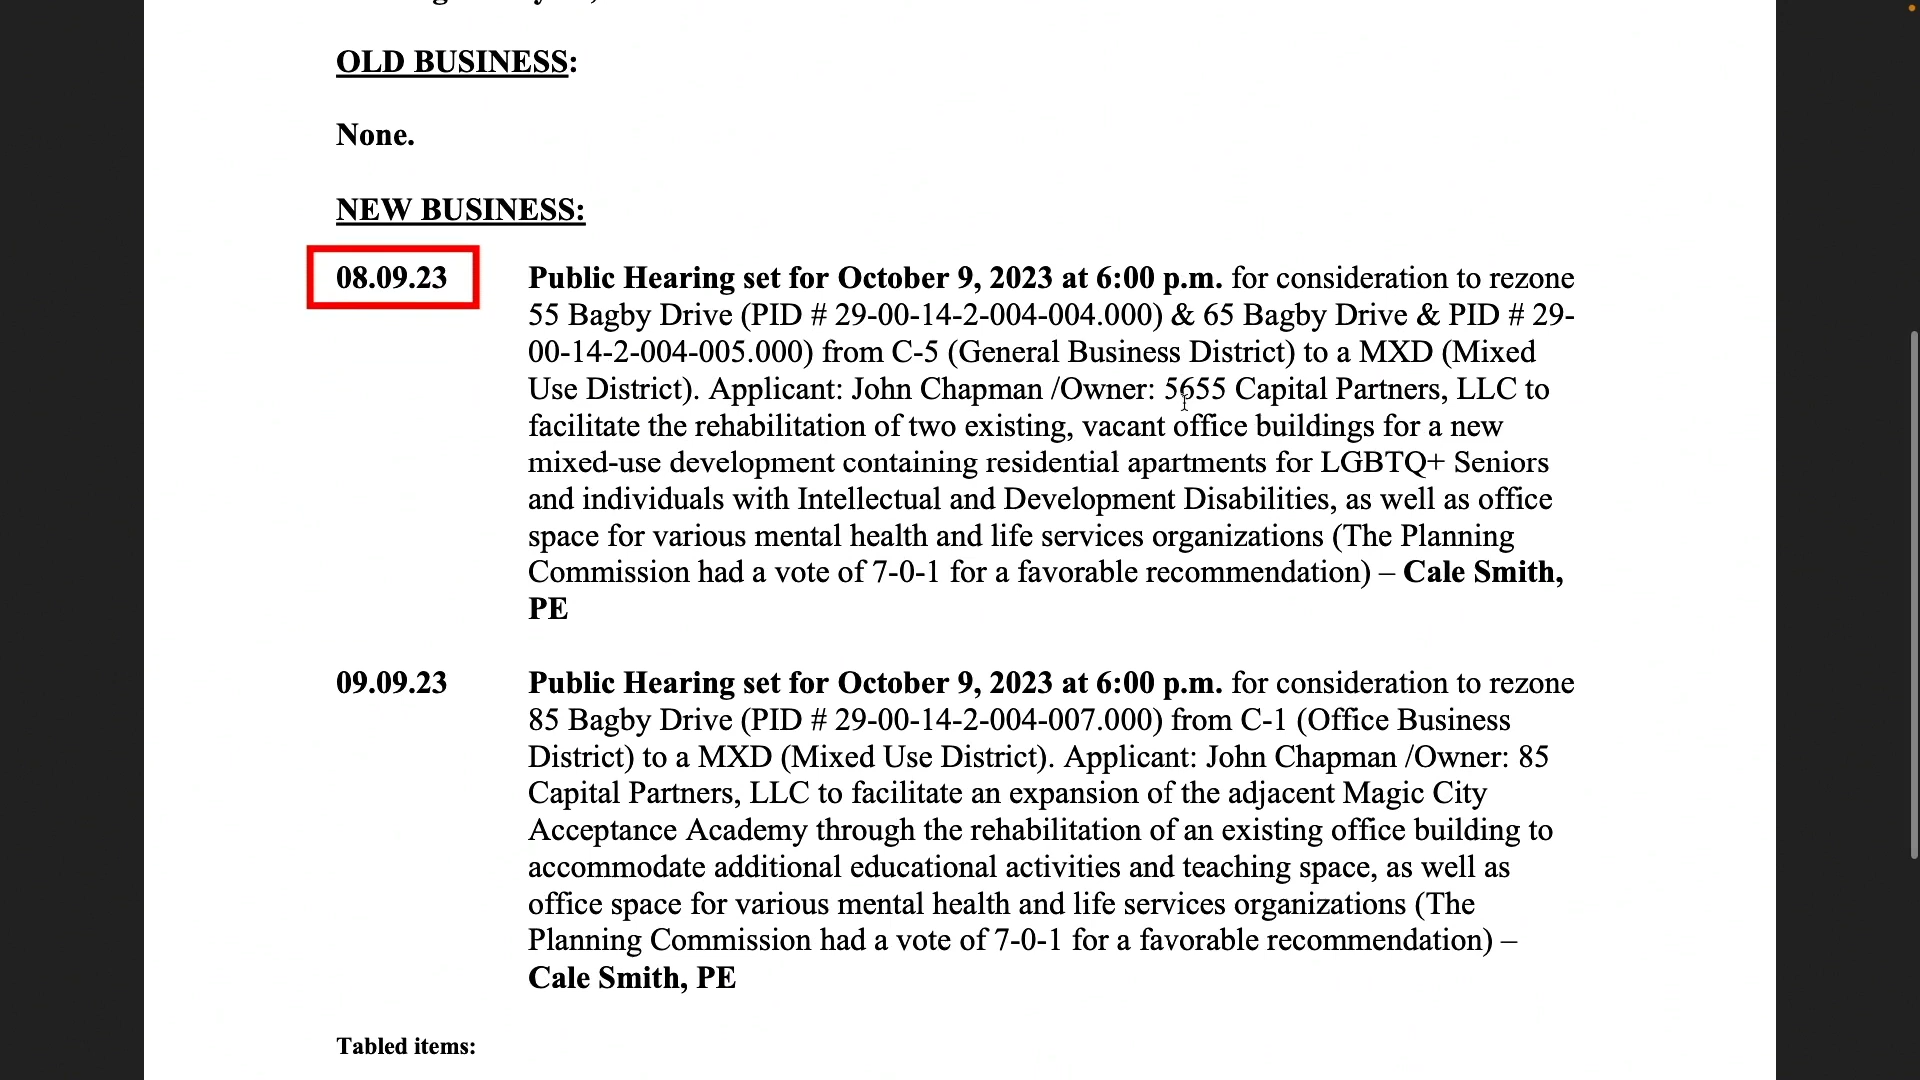 OLD BUSINESS:
None.
NEW BUSINESS:
08.09.23
Public Hearing set for October 9, 2023 at 6:00 p.m. for consideration to rezone
55 Bagby Drive (PID # 29-00-14-2-004-004.000) & 65 Bagby Drive & PID # 29-
00-14-2-004-005.000) from C-5 (General Business District) to a MXD (Mixed
Use District). Applicant: John Chapman /Owner: 5655 Capital Partners, LLC to
facilitate the rehabilitation of two existing, vacant office buildings for a new
mixed-use development containing residential apartments for LGBTQ+ Seniors
and individuals with Intellectual and Development Disabilities, as well as office
space for various mental health and life services organizations (The Planning
Commission had a vote of 7-0-1 for a favorable recommendation) – Cale Smith,
PE
09.09.23
Public Hearing set for October 9, 2023 at 6:00 p.m. for consideration to rezone
85 Bagby Drive (PID # 29-00-14-2-004-007.000) from C-1 (Office Business
District) to a MXD (Mixed Use District). Applicant: John Chapman /Owner: 85
Capital Partners, LLC to facilitate an expansion of the adjacent Magic City
Acceptance Academy through the rehabilitation of an existing office building to
accommodate additional educational activities and teaching space, as well as
office space for various mental health and life services organizations (The
Planning Commission had a vote of 7-0-1 for a favorable recommendation) –
Cale Smith, PE
Tabled items: